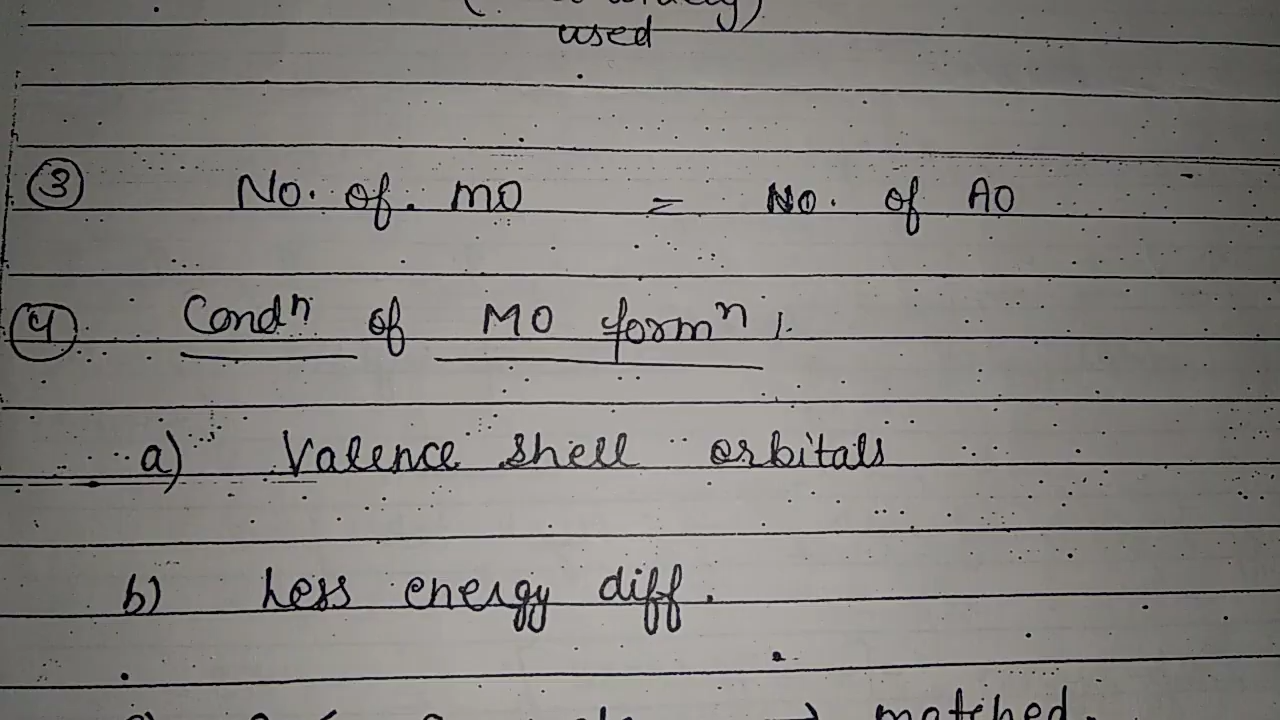 used
③ No. of. MO = No. of AO
④ Condⁿ of MO formⁿ ;
a) Valence shell orbitals
b) Less energy diff.
→ matched.